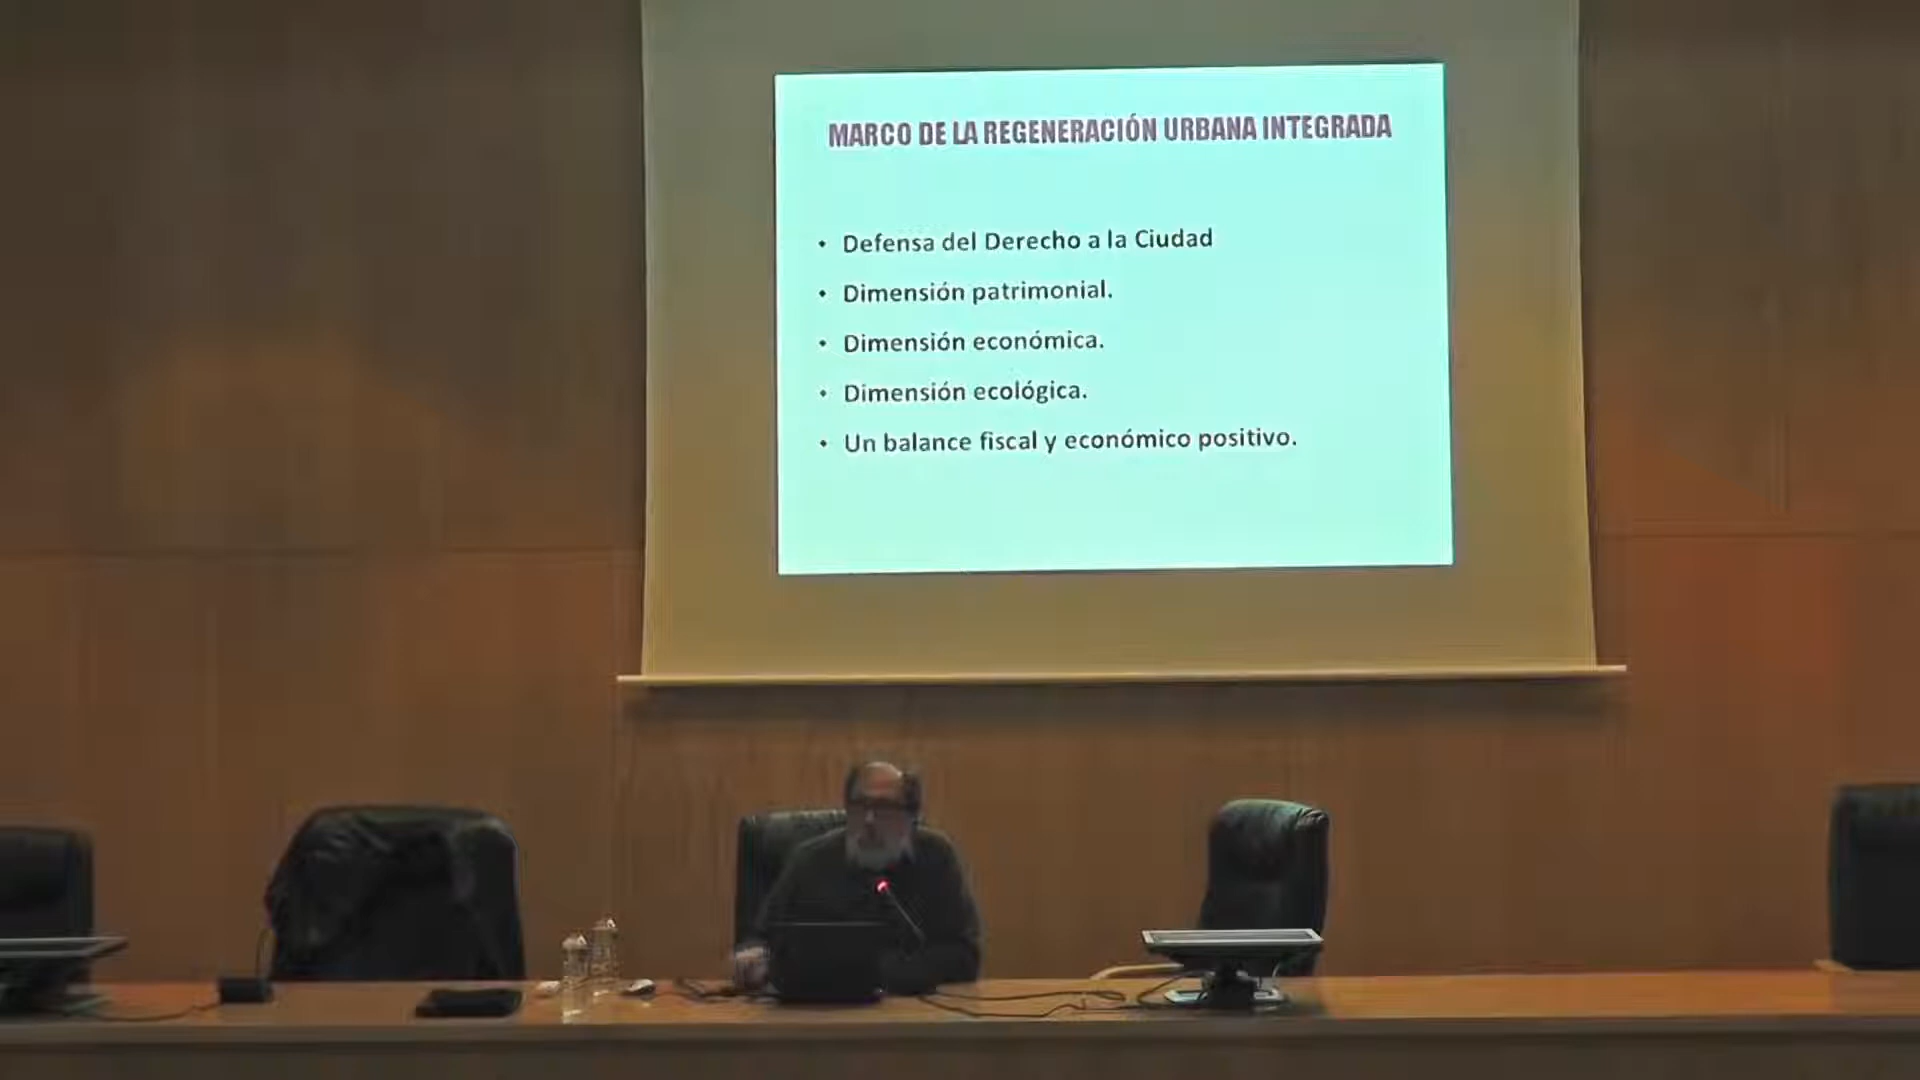 MARCO DE LA REGENERACIÓN URBANA INTEGRADA
• Defensa del Derecho a la Ciudad
• Dimensión patrimonial.
• Dimensión económica.
• Dimensión ecológica.
• Un balance fiscal y económico positivo.